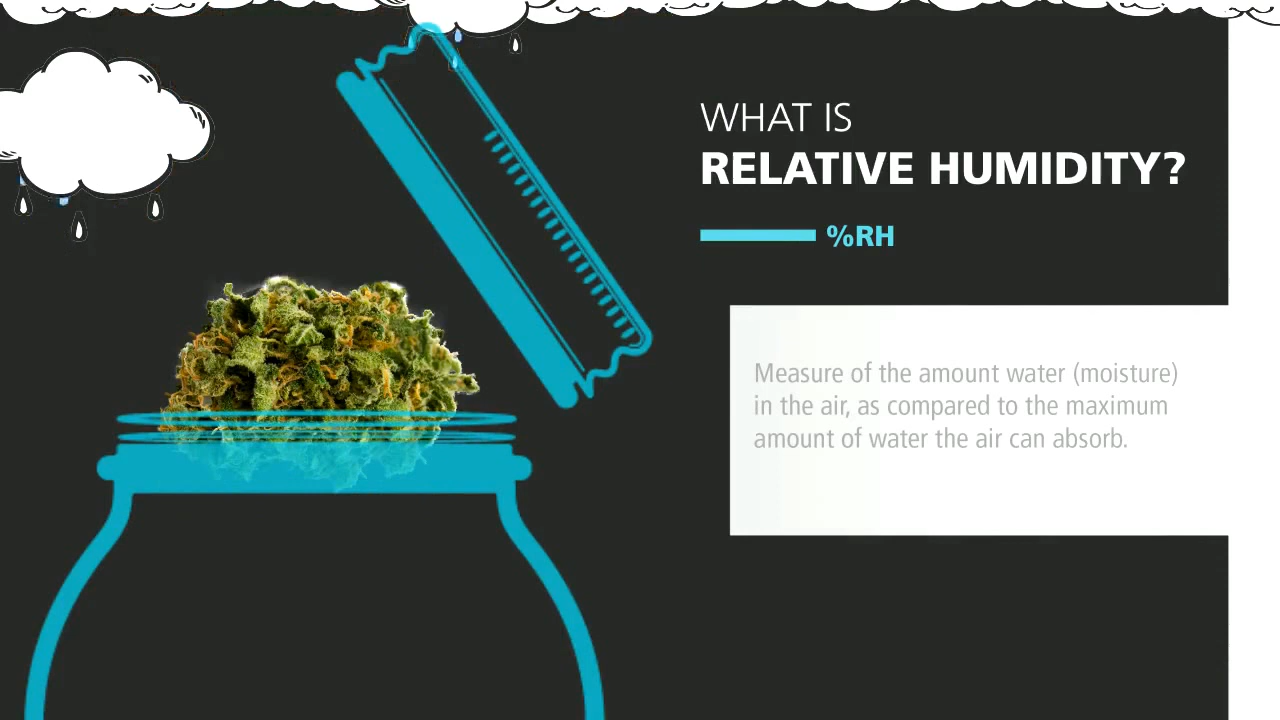 WHAT IS
RELATIVE HUMIDITY?
%RH
Measure of the amount water (moisture)
in the air, as compared to the maximum
amount of water the air can absorb.